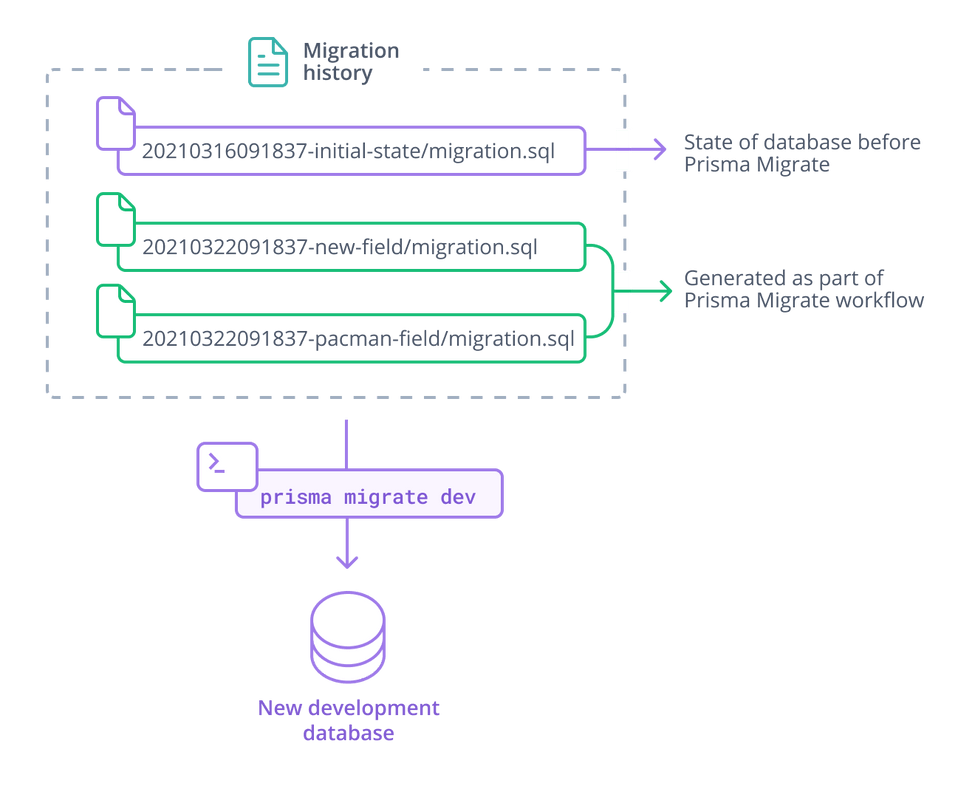 Migration
history
20210316091837-initial-state/migration.sql
State of database before
Prisma Migrate
20210322091837-new-field/migration.sql
Generated as part of
Prisma Migrate workflow
20210322091837-pacman-field/migration.sql
>_
prisma migrate dev
New development
database